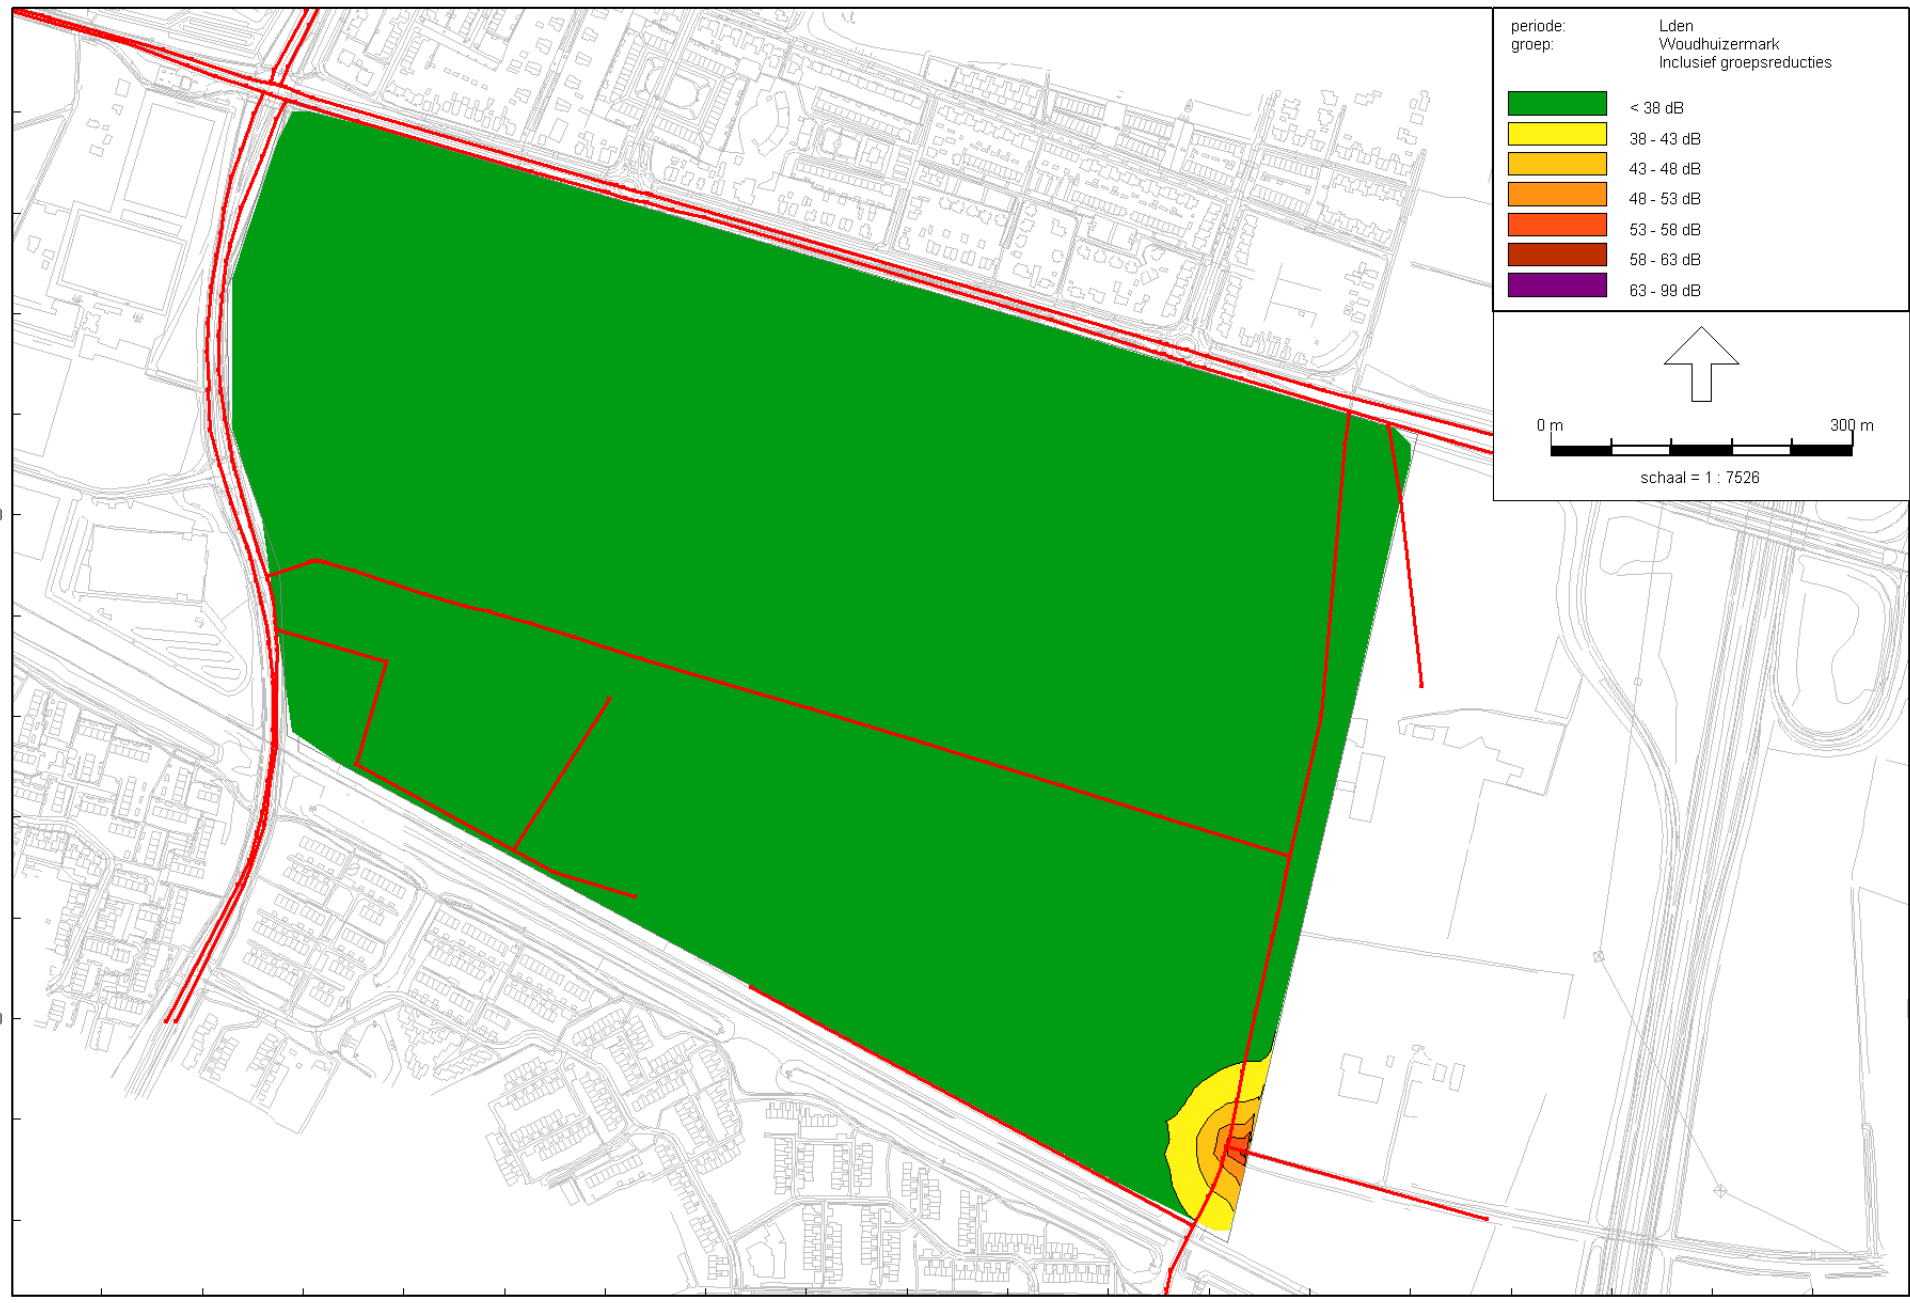 periode: Lden
groep: Woudhuizermark
Inclusief groepsreducties
< 38 dB
38 - 43 dB
43 - 48 dB
48 - 53 dB
53 - 58 dB
58 - 63 dB
63 - 99 dB
0 m 300 m
schaal = 1 : 7526